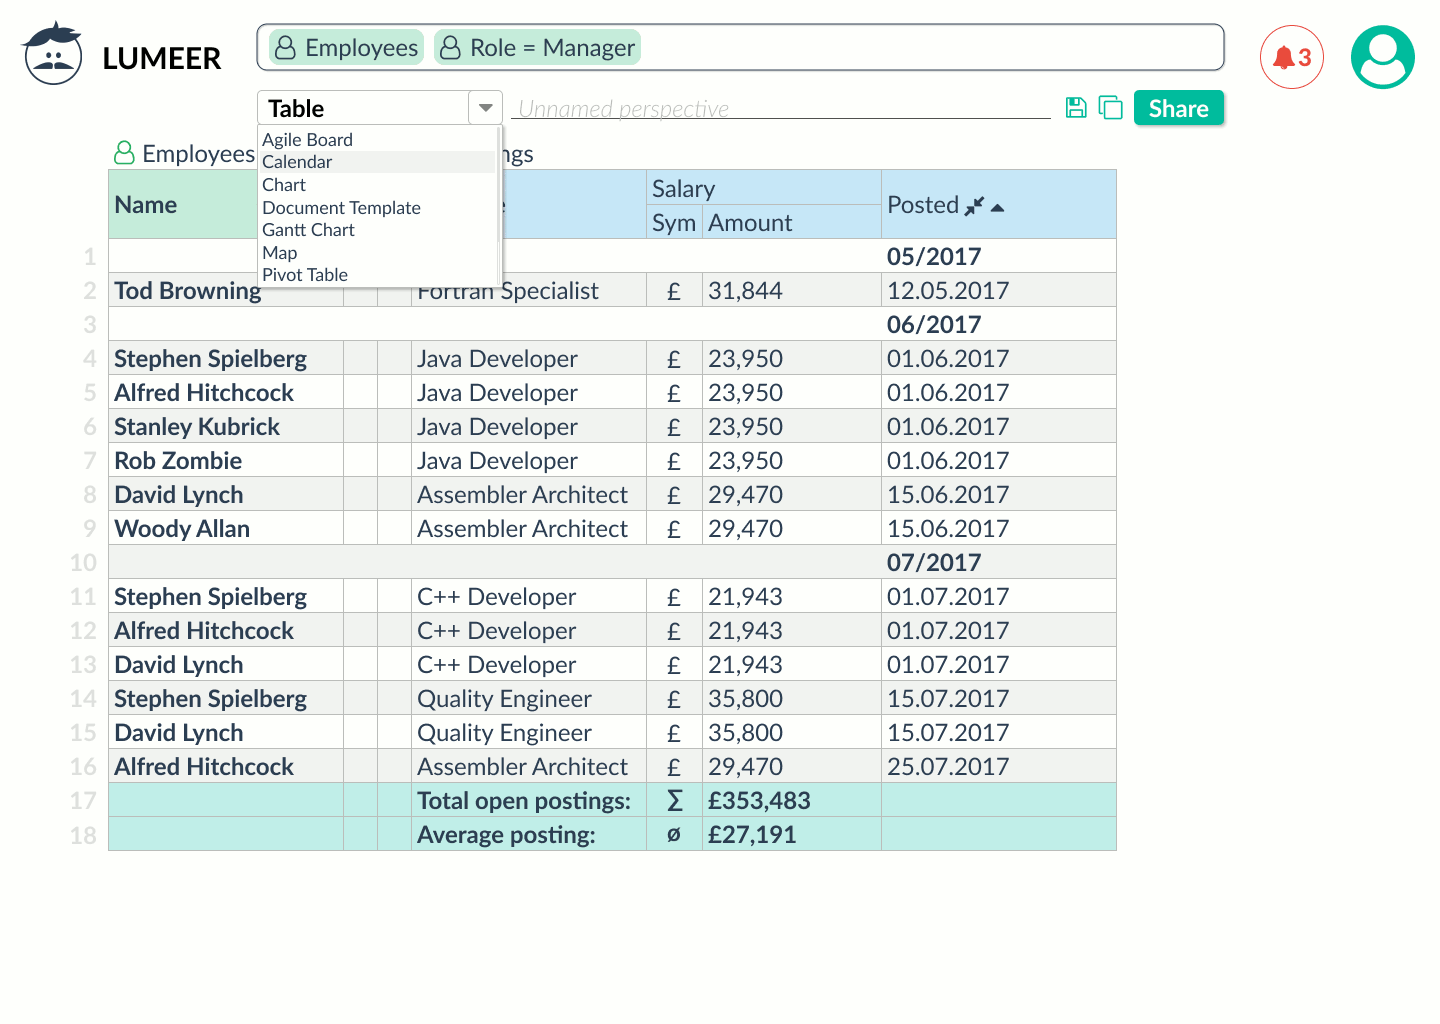 LUMEER
Employees Role = Manager
3
Table
Unnamed perspective
Share
Agile Board
Calendar
Chart
Document Template
Gantt Chart
Map
Pivot Table
Employees
Name Salary Posted
Sym Amount
1 05/2017
2 Tod Browning Fortran Specialist £ 31,844 12.05.2017
3 06/2017
4 Stephen Spielberg Java Developer £ 23,950 01.06.2017
5 Alfred Hitchcock Java Developer £ 23,950 01.06.2017
6 Stanley Kubrick Java Developer £ 23,950 01.06.2017
7 Rob Zombie Java Developer £ 23,950 01.06.2017
8 David Lynch Assembler Architect £ 29,470 15.06.2017
9 Woody Allan Assembler Architect £ 29,470 15.06.2017
10 07/2017
11 Stephen Spielberg C++ Developer £ 21,943 01.07.2017
12 Alfred Hitchcock C++ Developer £ 21,943 01.07.2017
13 David Lynch C++ Developer £ 21,943 01.07.2017
14 Stephen Spielberg Quality Engineer £ 35,800 15.07.2017
15 David Lynch Quality Engineer £ 35,800 15.07.2017
16 Alfred Hitchcock Assembler Architect £ 29,470 25.07.2017
17 Total open postings: Σ £353,483
18 Average posting: ø £27,191